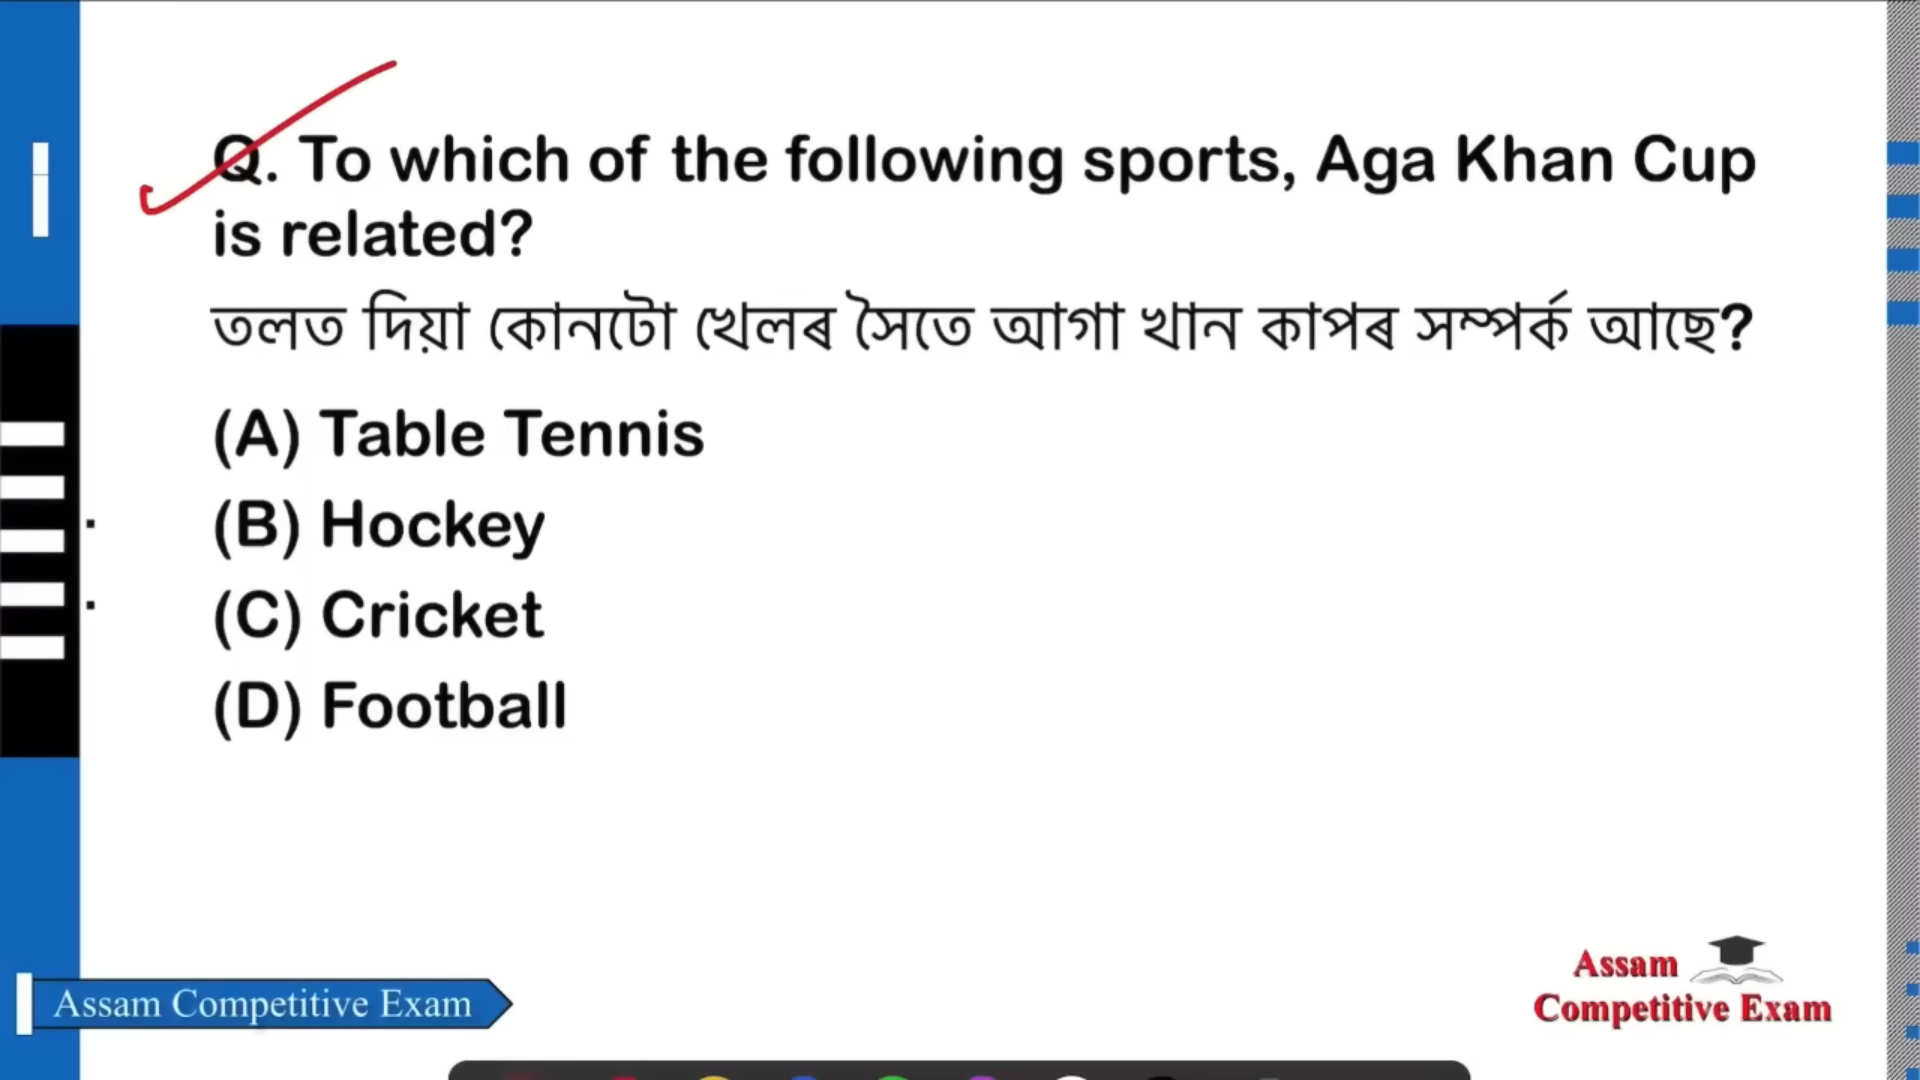 Q. To which of the following sports, Aga Khan Cup
is related?
তলত দিয়া কোনটো খেলৰ সৈতে আগা খান কাপৰ সম্পৰ্ক আছে?
(A) Table Tennis
(B) Hockey
(C) Cricket
(D) Football
Assam Competitive Exam
Assam
Competitive Exam